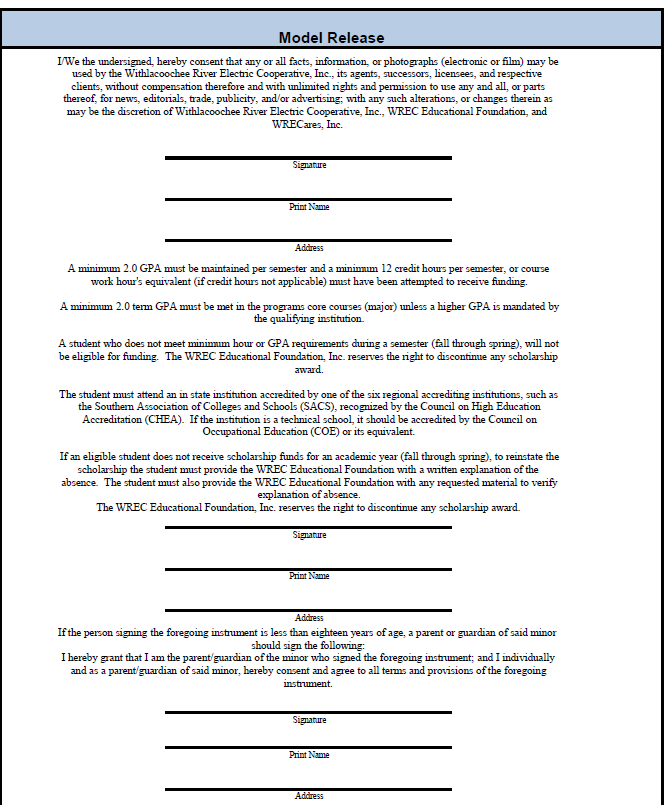 Model Release
I/We the undersigned, hereby consent that any or all facts, information, or photographs (electronic or film) may be
used by the Withlacoochee River Electric Cooperative, Inc., its agents, successors, licensees, and respective
clients, without compensation therefore and with unlimited rights and permission to use any and all, or parts
thereof, for news, editorials, trade, publicity, and/or advertising; with any such alterations, or changes therein as
may be the discretion of Withlacoochee River Electric Cooperative, Inc., WREC Educational Foundation, and
WRECares, Inc.
Signature
Print Name
Address
A minimum 2.0 GPA must be maintained per semester and a minimum 12 credit hours per semester, or course
work hour's equivalent (if credit hours not applicable) must have been attempted to receive funding.
A minimum 2.0 term GPA must be met in the programs core courses (major) unless a higher GPA is mandated by
the qualifying institution.
A student who does not meet minimum hour or GPA requirements during a semester (fall through spring), will not
be eligible for funding. The WREC Educational Foundation, Inc. reserves the right to discontinue any scholarship
award.
The student must attend an in state institution accredited by one of the six regional accrediting institutions, such as
the Southern Association of Colleges and Schools (SACS), recognized by the Council on High Education
Accreditation (CHEA). If the institution is a technical school, it should be accredited by the Council on
Occupational Education (COE) or its equivalent.
If an eligible student does not receive scholarship funds for an academic year (fall through spring), to reinstate the
scholarship the student must provide the WREC Educational Foundation with a written explanation of the
absence. The student must also provide the WREC Educational Foundation with any requested material to verify
explanation of absence.
The WREC Educational Foundation, Inc. reserves the right to discontinue any scholarship award.
Signature
Print Name
Address
If the person signing the foregoing instrument is less than eighteen years of age, a parent or guardian of said minor
should sign the following:
I hereby grant that I am the parent/guardian of the minor who signed the foregoing instrument; and I individually
and as a parent/guardian of said minor, hereby consent and agree to all terms and provisions of the foregoing
instrument.
Signature
Print Name
Address